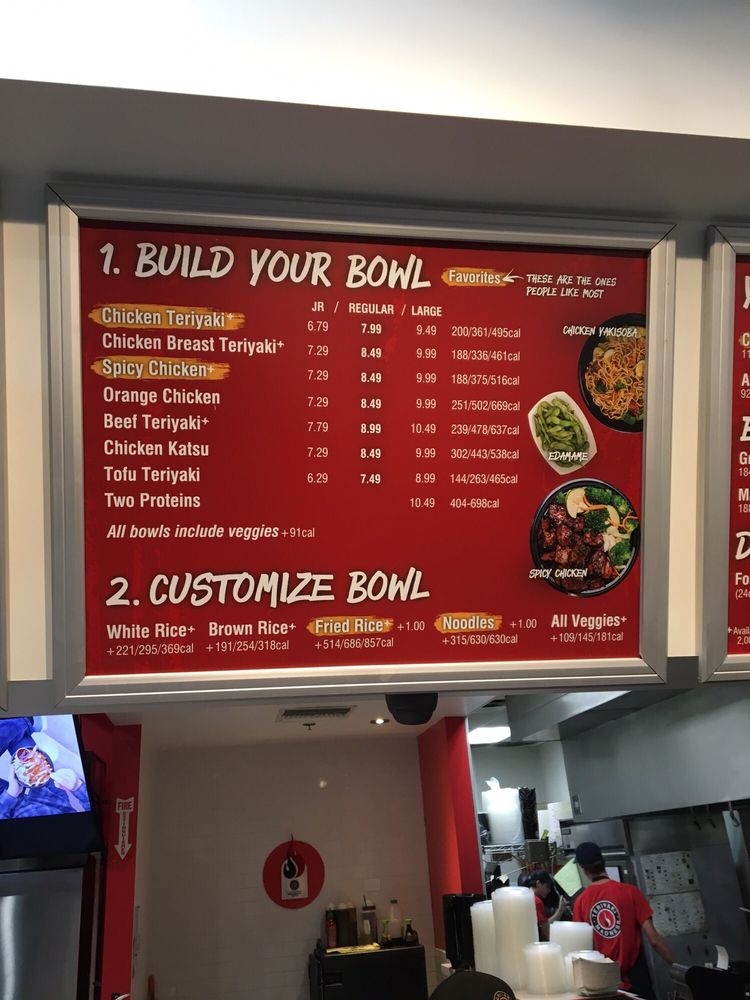 1. BUILD YOUR BOWL
Favorites
THESE ARE THE ONES
PEOPLE LIKE MOST
JR / REGULAR / LARGE
Chicken Teriyaki+ 6.79 7.99 9.49 200/361/495cal
Chicken Breast Teriyaki+ 7.29 8.49 9.99 188/336/461cal
Spicy Chicken+ 7.29 8.49 9.99 188/375/516cal
Orange Chicken 7.29 8.49 9.99 251/502/669cal
Beef Teriyaki+ 7.79 8.99 10.49 239/478/637cal
Chicken Katsu 7.29 8.49 9.99 302/443/538cal
Tofu Teriyaki 6.29 7.49 8.99 144/263/465cal
Two Proteins 10.49 404-698cal
All bowls include veggies +91cal
CHICKEN YAKISOBA
EDAMAME
SPICY CHICKEN
2. CUSTOMIZE BOWL
White Rice+ Brown Rice+ Fried Rice+ +1.00 Noodles +1.00 All Veggies+
+221/295/369cal +191/254/318cal +514/686/857cal +315/630/630cal +109/145/181cal
FIRE
TERIYAKI
MADNESS